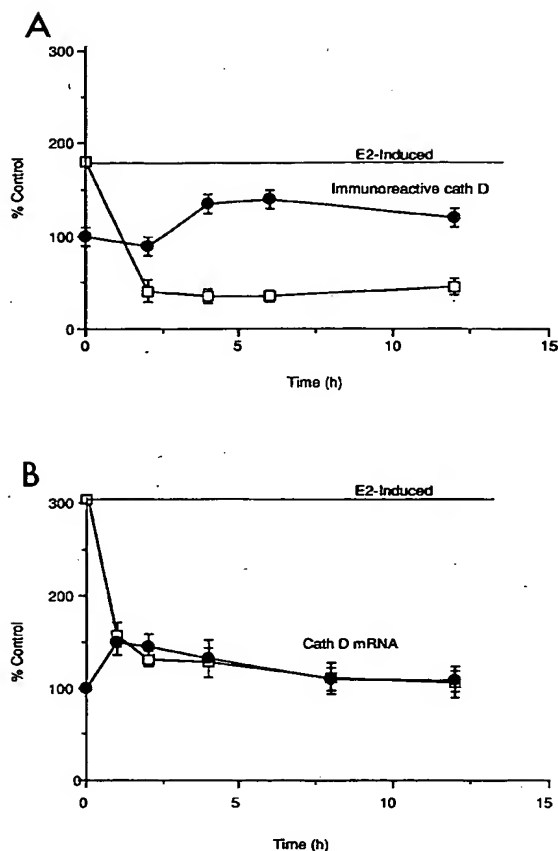 A
300
E2-Induced
200
Immunoreactive cath D
% Control
100
0
0 5 10 15
Time (h)
B
E2-Induced
300
200
% Control
Cath D mRNA
100
0
0 5 10 15
Time (h)